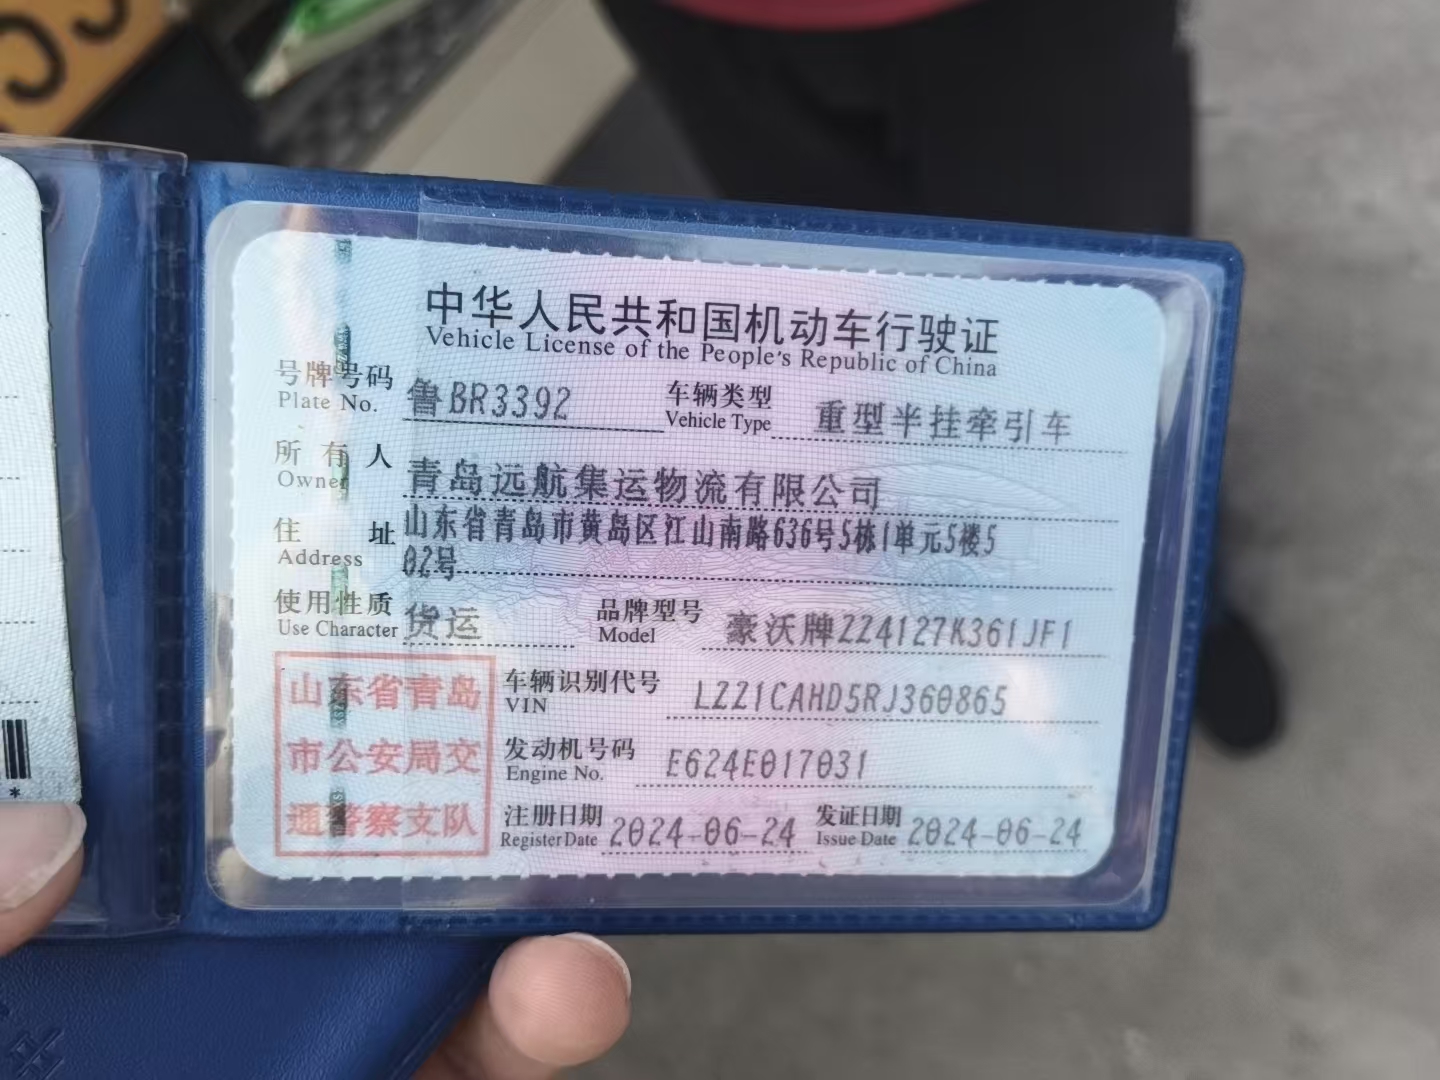 中华人民共和国机动车行驶证
Vehicle License of the People's Republic of China
号牌号码 鲁BR3392 车辆类型 重型半挂牵引车
Plate No. Vehicle Type
所有人 青岛远航集运物流有限公司
Owner
住址 山东省青岛市黄岛区江山南路636号5栋1单元5楼5
Address 02号
使用性质 货运 品牌型号 豪沃牌ZZ4127K361JF1
Use Character Model
山东省青岛
市公安局交
通警察支队
车辆识别代号 LZZ1CAHD5RJ360865
VIN
发动机号码 E624E017031
Engine No.
注册日期 2024-06-24 发证日期 2024-06-24
Register Date Issue Date
*